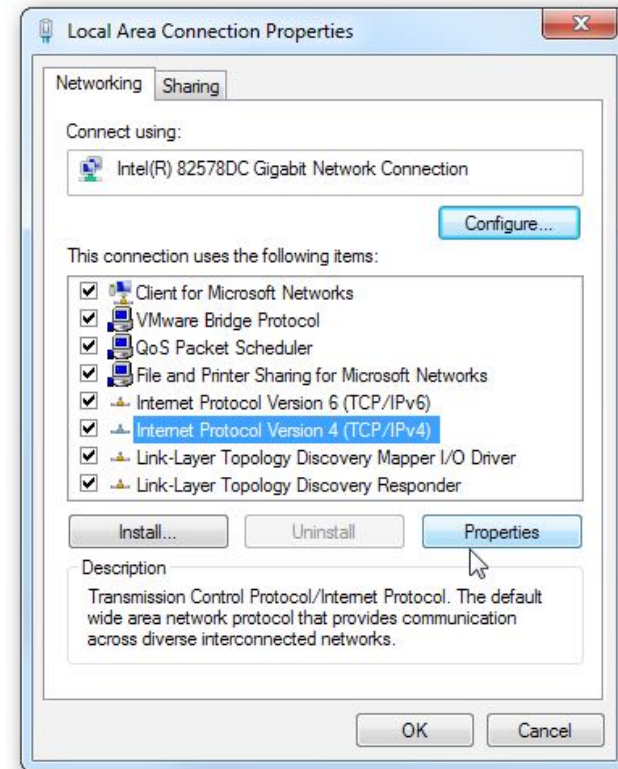 Local Area Connection Properties
Networking
Sharing
Connect using:
Intel(R) 82578DC Gigabit Network Connection
Configure...
This connection uses the following items:
Client for Microsoft Networks
VMware Bridge Protocol
QoS Packet Scheduler
File and Printer Sharing for Microsoft Networks
Internet Protocol Version 6 (TCP/IPv6)
Internet Protocol Version 4 (TCP/IPv4)
Link-Layer Topology Discovery Mapper I/O Driver
Link-Layer Topology Discovery Responder
Install...
Uninstall
Properties
Description
Transmission Control Protocol/Internet Protocol. The default
wide area network protocol that provides communication
across diverse interconnected networks.
OK
Cancel